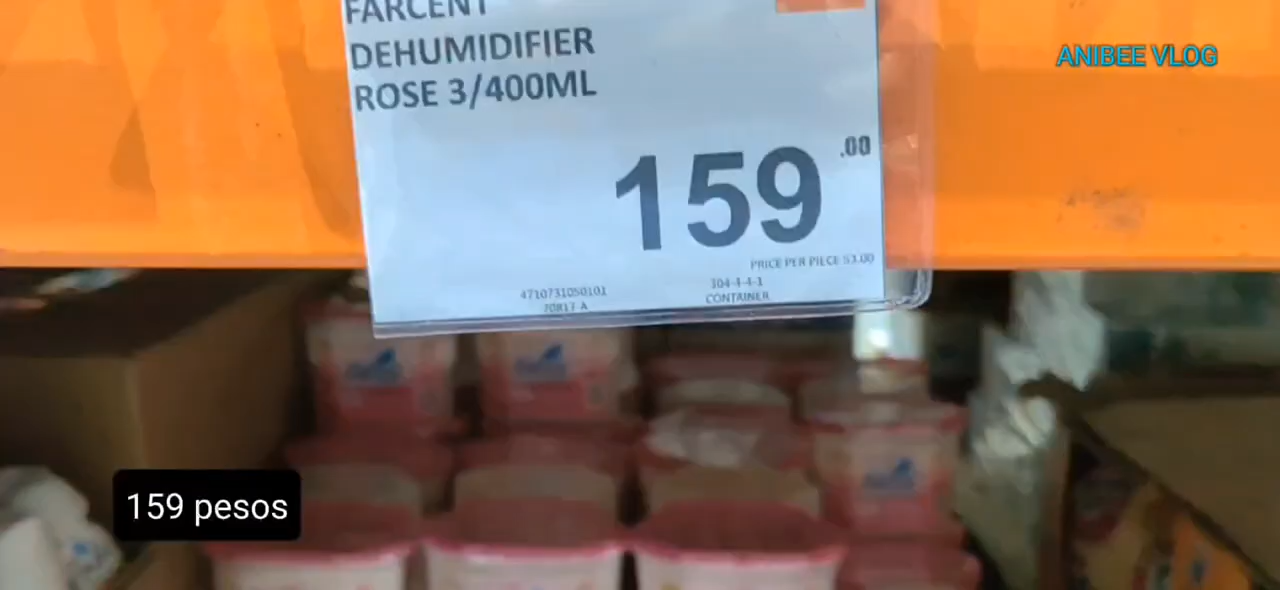 FARCENT
DEHUMIDIFIER
ROSE 3/400ML
159.00
PRICE PER PIECE 53.00
4710731050101
304-4-4-1
70817 A
CONTAINER
ANIBEE VLOG
159 pesos